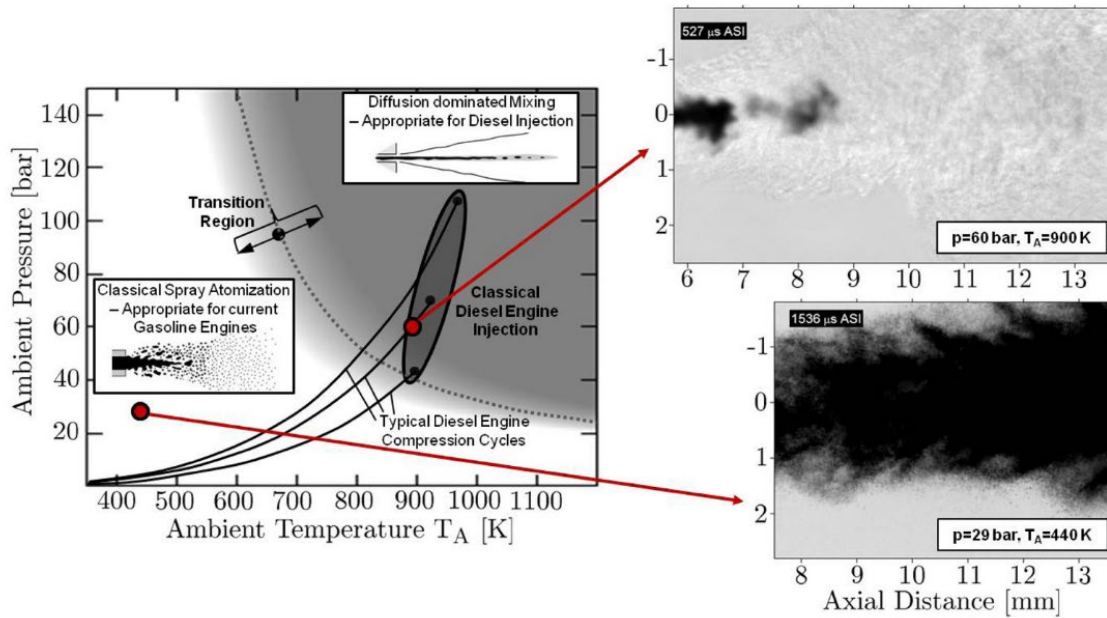 150
120
100
80
60
40
20
400 500 600 700 800 900 1000 1100
Ambient Pressure [bar]
Ambient Temperature T_A [K]
Diffusion dominated Mixing
– Appropriate for Diesel Injection
Transition
Region
Classical Spray Atomization
– Appropriate for current
Gasoline Engines
Classical
Diesel Engine
Injection
Typical Diesel Engine
Compression Cycles
527 µs ASI
-1
0
1
2
p=60 bar, T_A=900 K
6 7 8 9 10 11 12 13
1536 µs ASI
-1
0
1
2
p=29 bar, T_A=440 K
8 9 10 11 12 13
Axial Distance [mm]